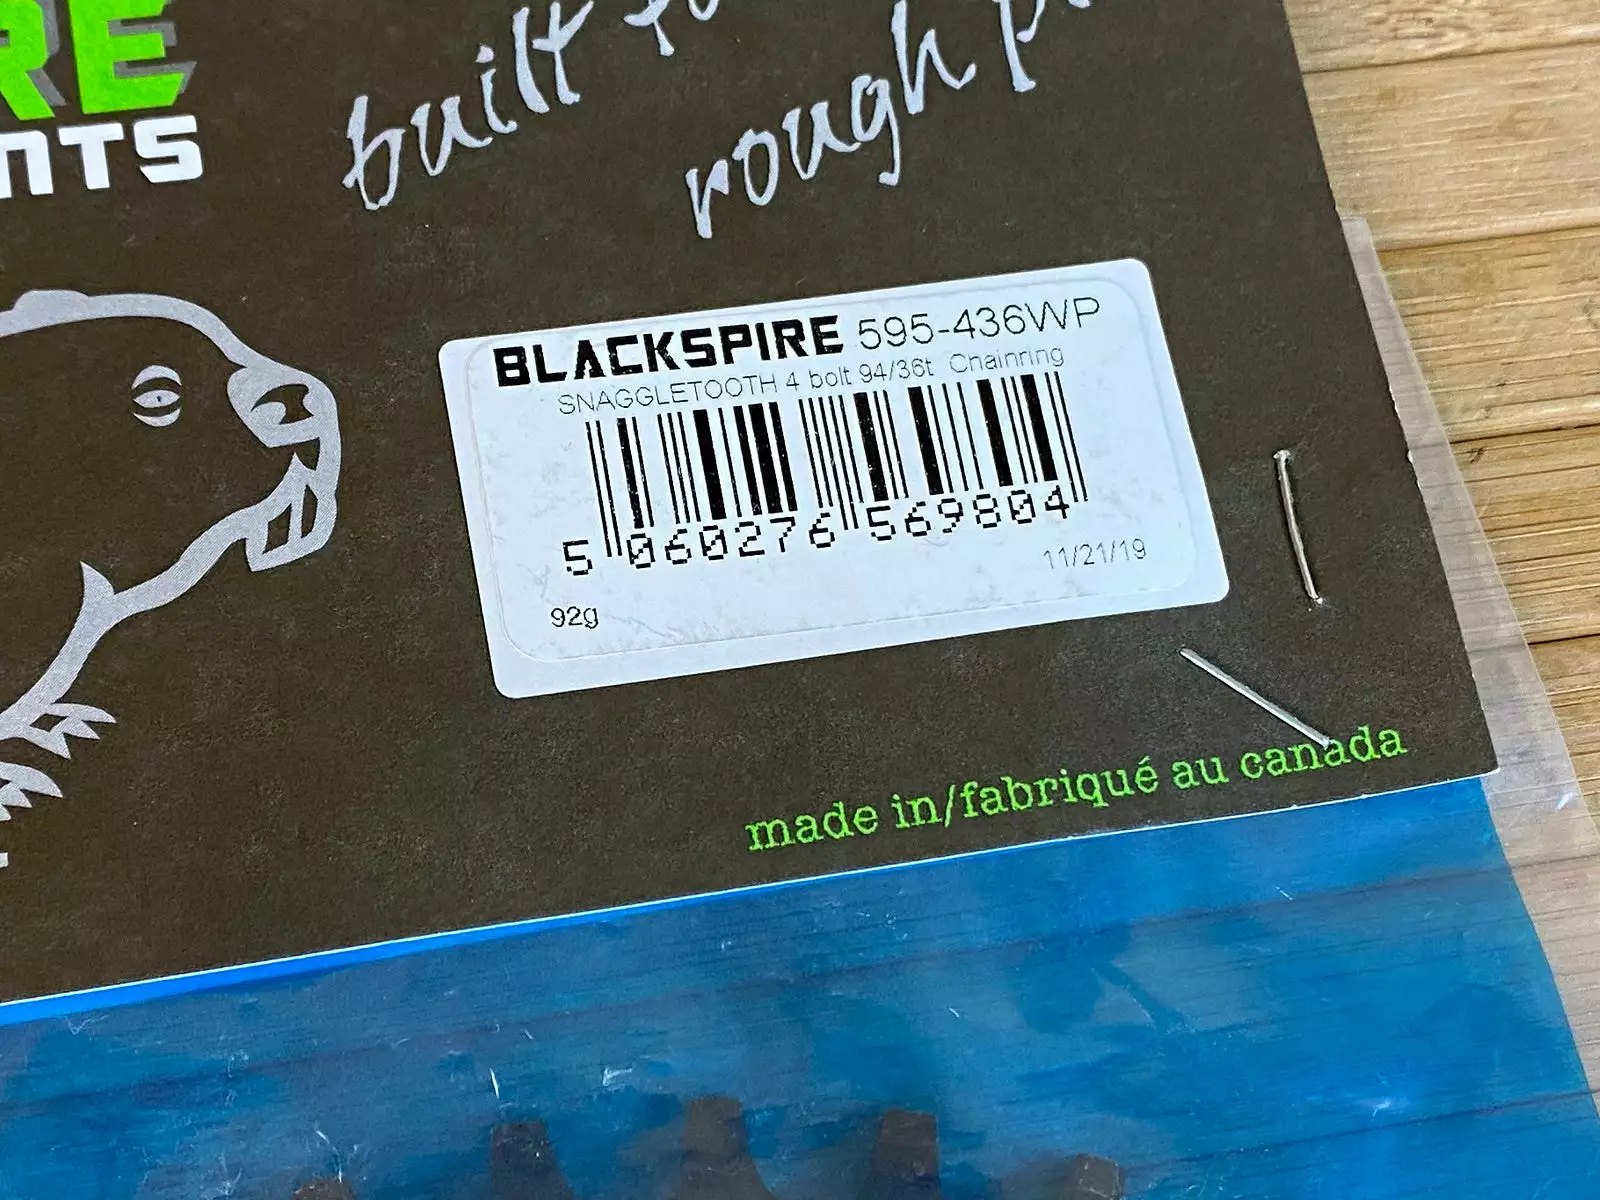 RE
NTS
built
rough
BLACKSPIRE 595-436WP
SNAGGLETOOTH 4 bolt 94/36t Chainring
5 060276 569804
11/21/19
92g
made in/fabriqué au canada